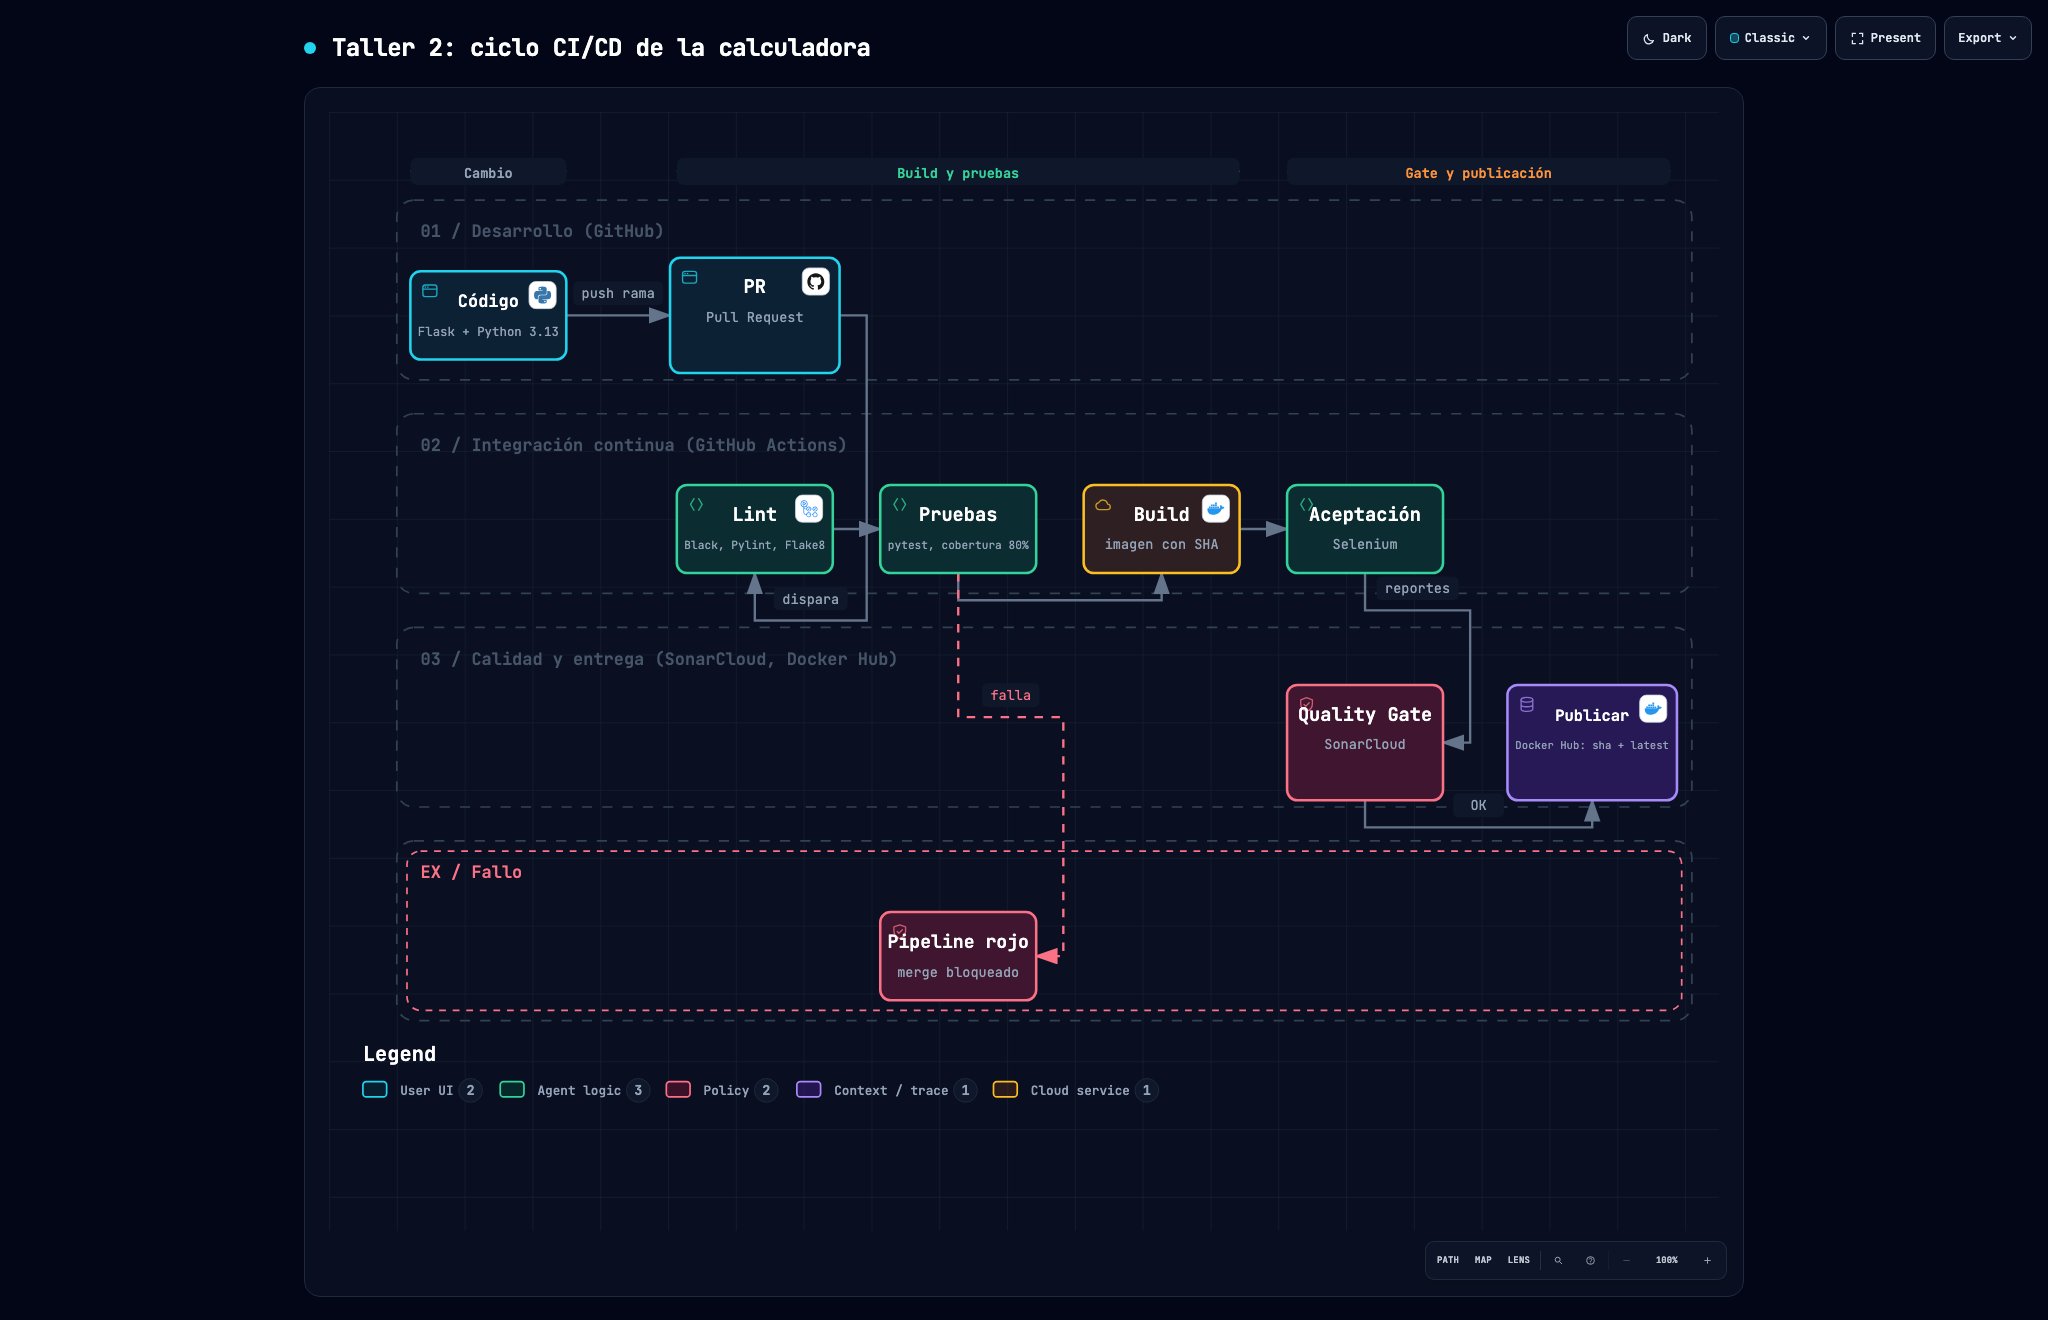 Taller 2: ciclo CI/CD de la calculadora
Dark
Classic
Present
Export
Cambio
Build y pruebas
Gate y publicación
01 / Desarrollo (GitHub)
Código
Flask + Python 3.13
push rama
PR
Pull Request
02 / Integración continua (GitHub Actions)
Lint
Black, Pylint, Flake8
Pruebas
pytest, cobertura 80%
Build
imagen con SHA
Aceptación
Selenium
dispara
reportes
03 / Calidad y entrega (SonarCloud, Docker Hub)
falla
Quality Gate
SonarCloud
Publicar
Docker Hub: sha + latest
OK
EX / Fallo
Pipeline rojo
merge bloqueado
Legend
User UI 2
Agent logic 3
Policy 2
Context / trace 1
Cloud service 1
PATH
MAP
LENS
100%